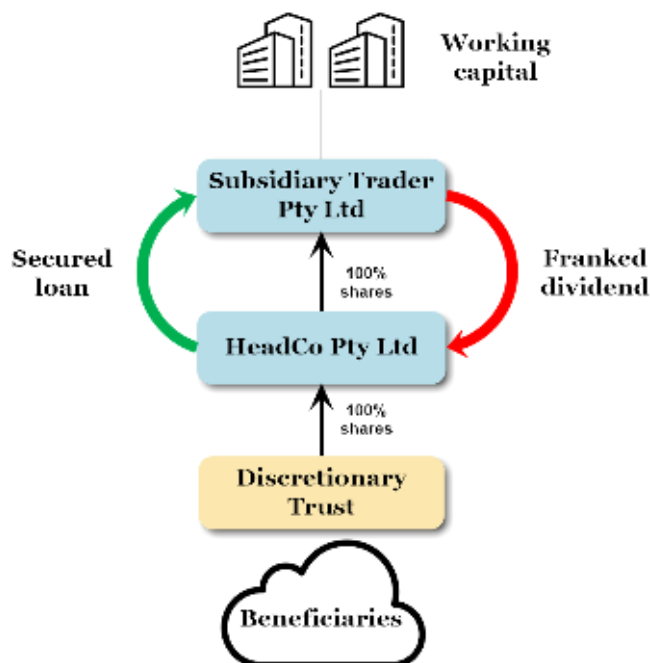 Working
capital
Subsidiary Trader
Pty Ltd
Secured
loan
100%
shares
Franked
dividend
HeadCo Pty Ltd
100%
shares
Discretionary
Trust
Beneficiaries